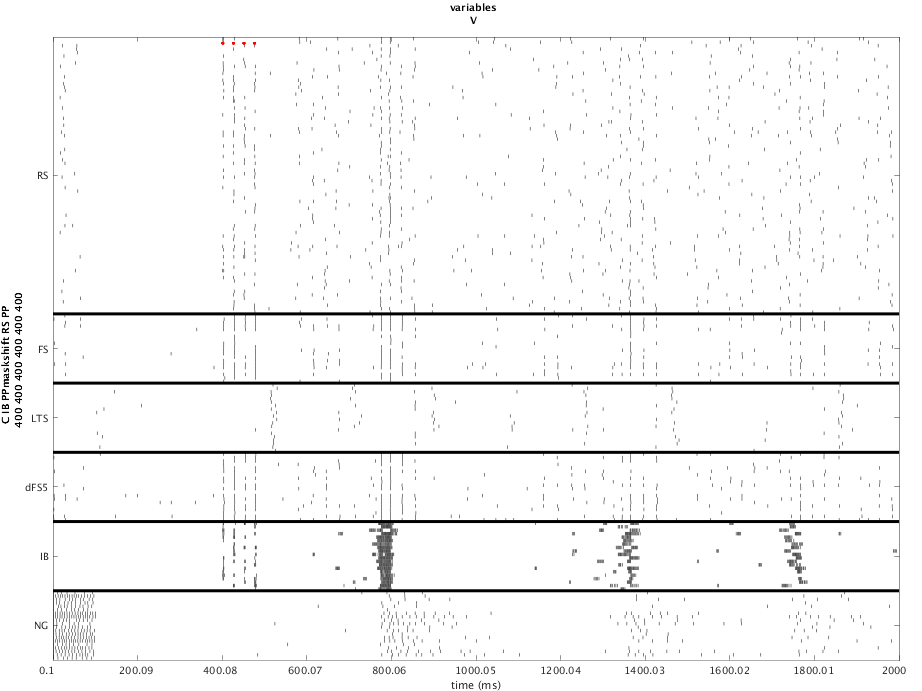 variables
V
RS
FS
LTS
dFS5
IB
NG
C IB PPmaskshift RS PP
400 400 400 400 400 400
0.1 200.09 400.08 600.07 800.06 1000.05 1200.04 1400.03 1600.02 1800.01 2000
time (ms)